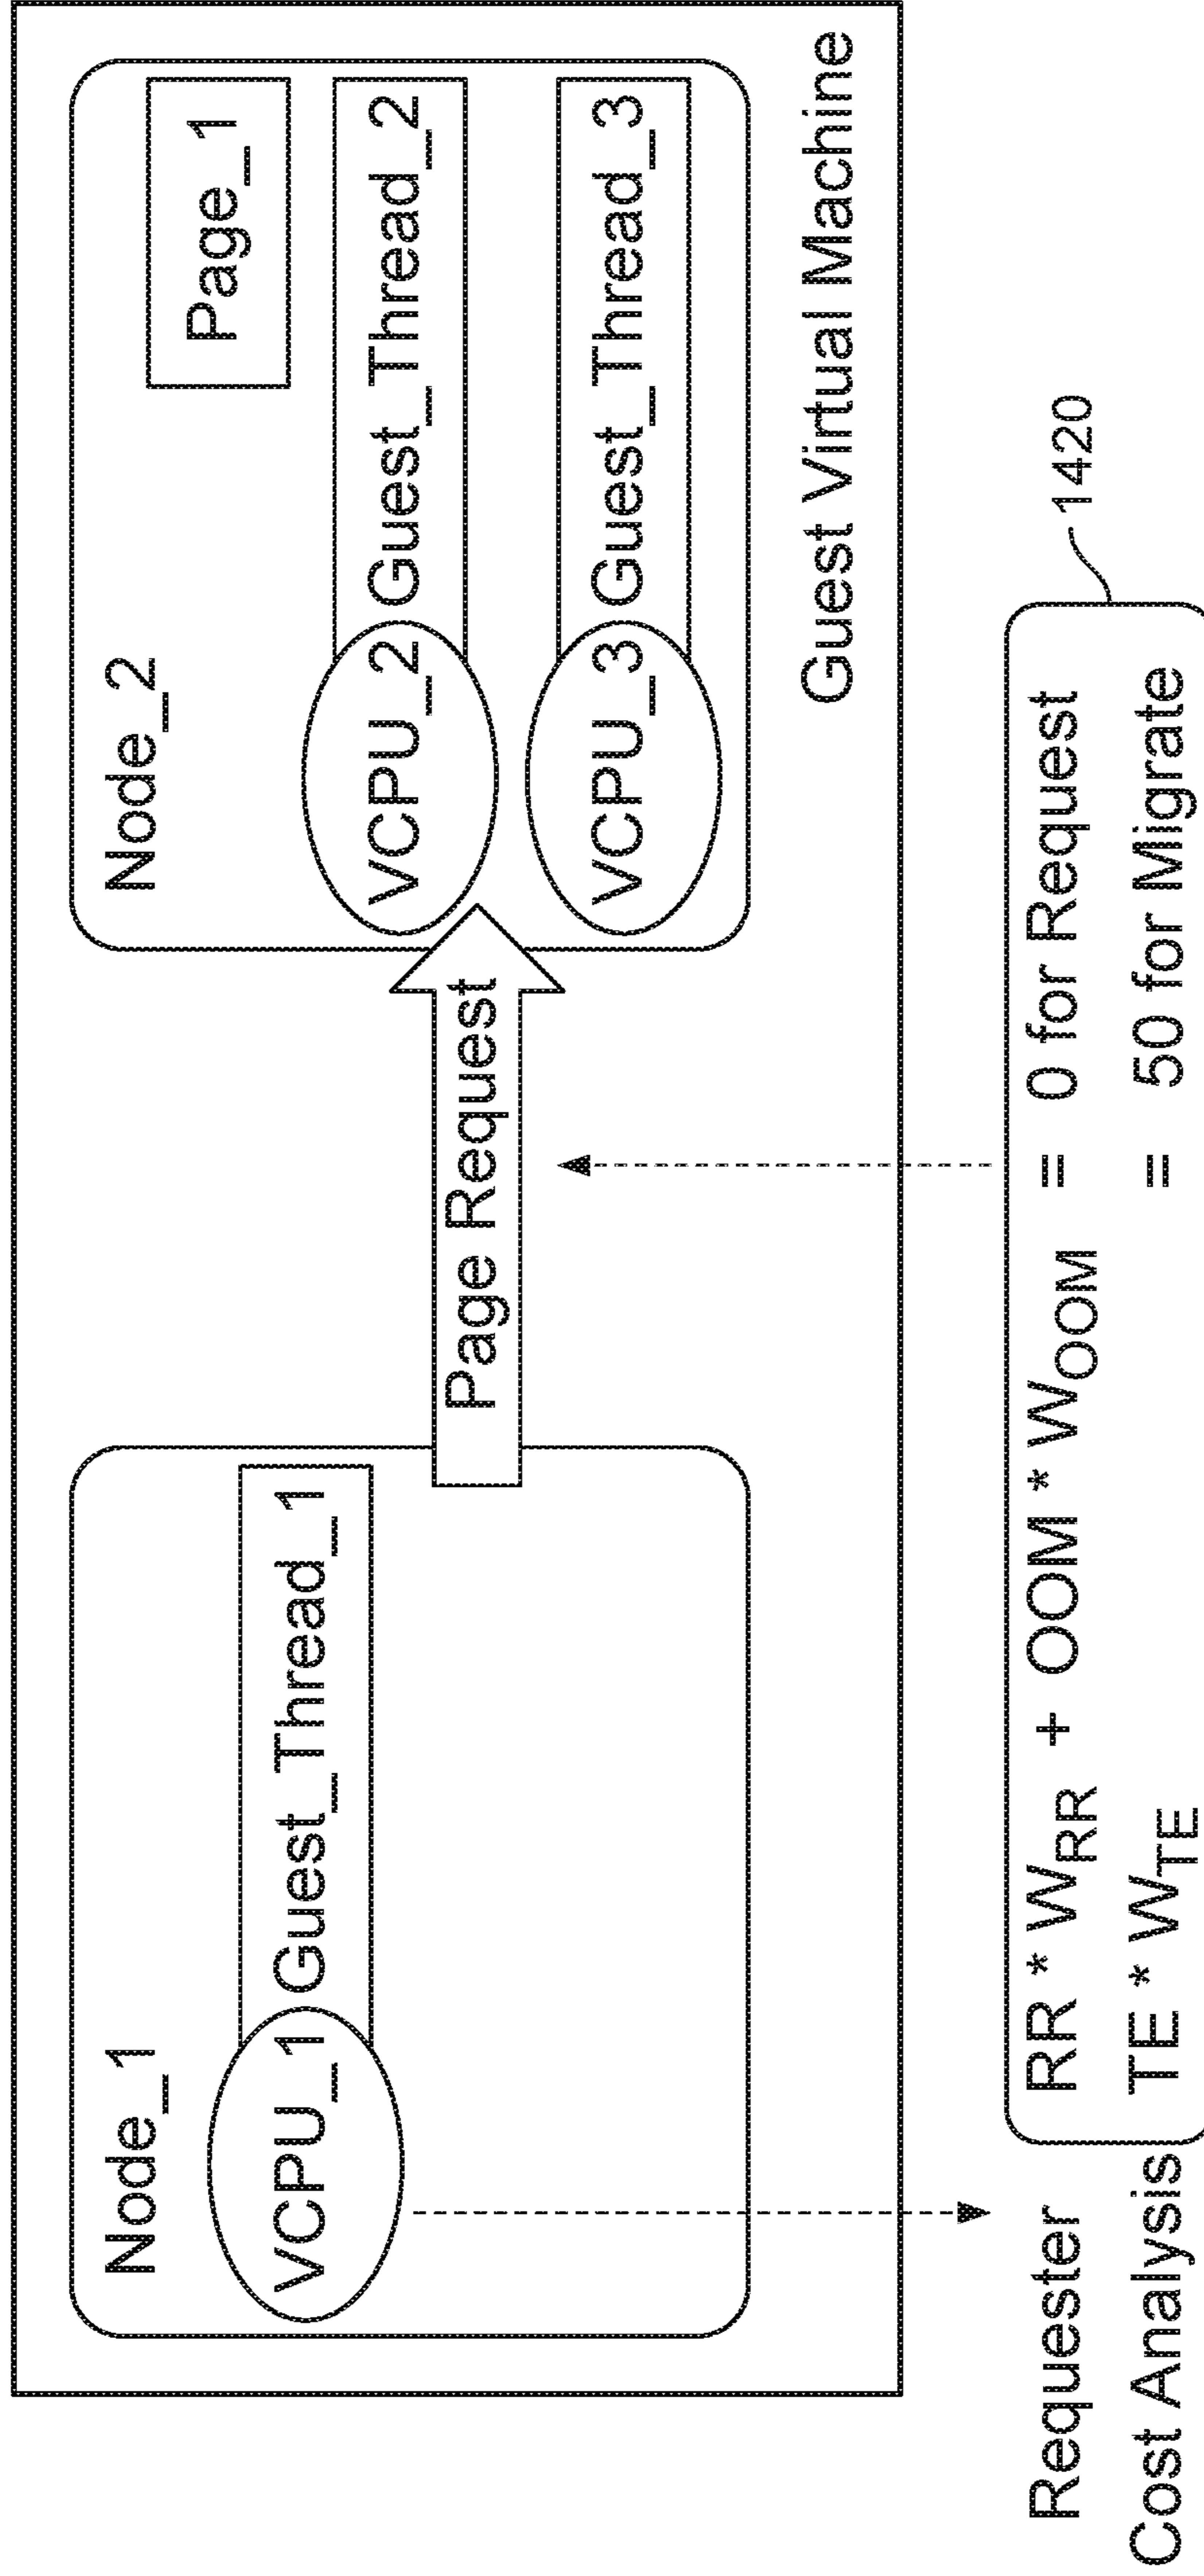 Node_1
VCPU_1 Guest_Thread_1
Page Request
Node_2
Page_1
VCPU_2 Guest_Thread_2
VCPU_3 Guest_Thread_3
Guest Virtual Machine
Requester
Cost Analysis
RR * W_RR + OOM * W_OOM = 0 for Request
TE * W_TE = 50 for Migrate
1420